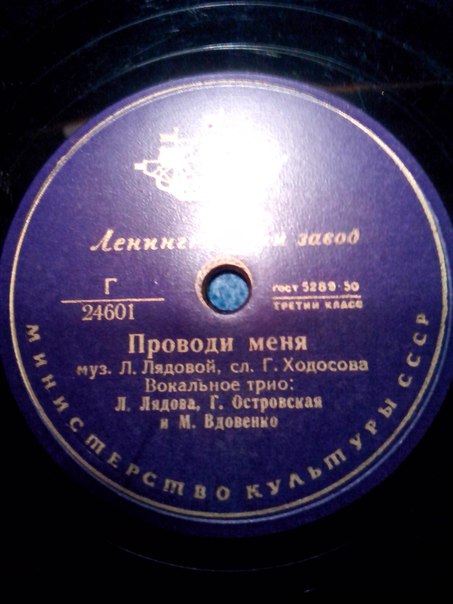 завод
Г
24601
ГОСТ 5289-50
ТРЕТИЙ КЛАСС
Проводи меня
муз. Л. Лядовой, сл. Г. Ходосова
Вокальное трио:
Л. Лядова, Г. Островская
и М. Вдовенко
МИНИСТЕРСТВО КУЛЬТУРЫ СССР